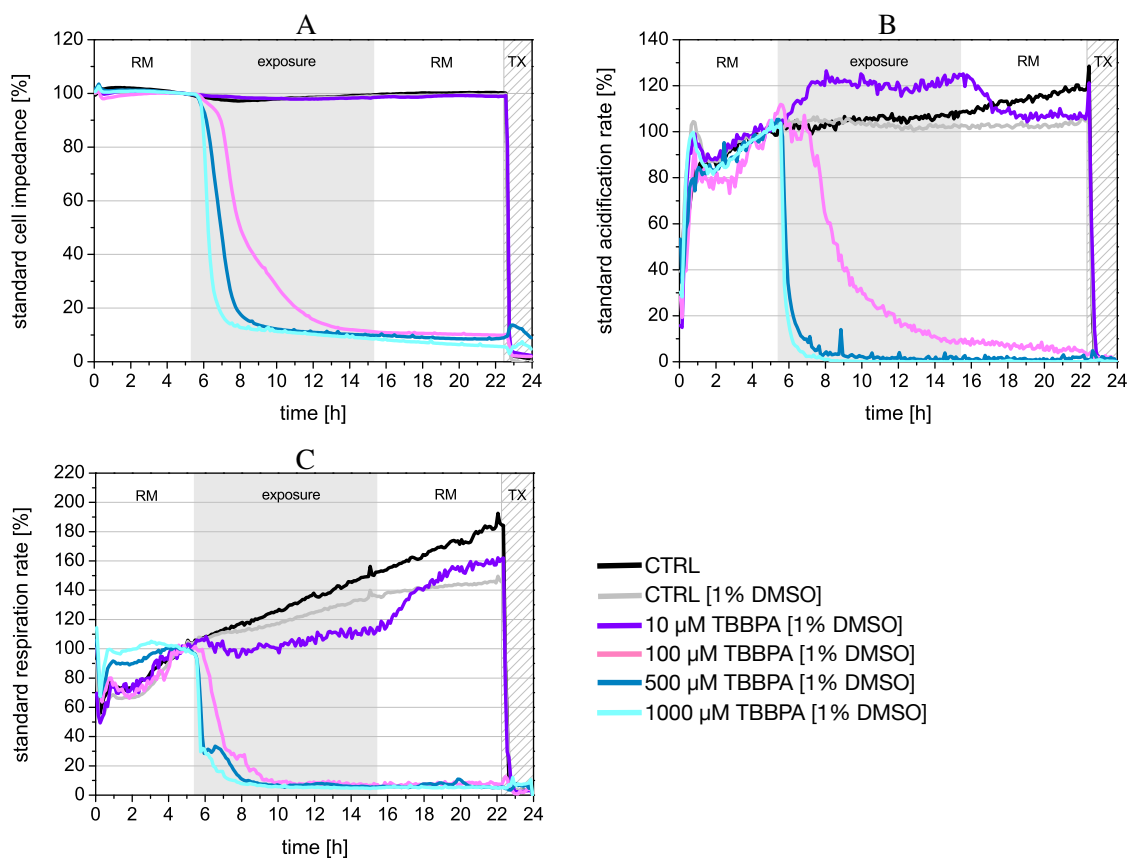 A
B
120
100
80
60
40
20
0
RM
exposure
RM
TX
0 2 4 6 8 10 12 14 16 18 20 22 24
standard cell impedance [%]
time [h]
140
120
100
80
60
40
20
0
RM
exposure
RM
TX
0 2 4 6 8 10 12 14 16 18 20 22 24
standard acidification rate [%]
time [h]
C
220
200
180
160
140
120
100
80
60
40
20
0
RM
exposure
RM
TX
0 2 4 6 8 10 12 14 16 18 20 22 24
standard respiration rate [%]
time [h]
CTRL
CTRL [1% DMSO]
10 µM TBBPA [1% DMSO]
100 µM TBBPA [1% DMSO]
500 µM TBBPA [1% DMSO]
1000 µM TBBPA [1% DMSO]